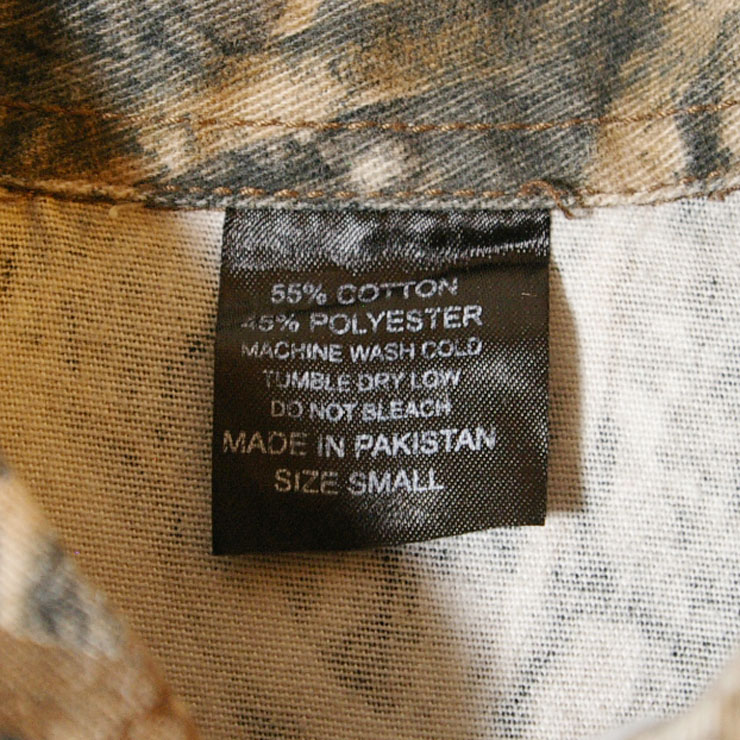 55% COTTON
45% POLYESTER
MACHINE WASH COLD
TUMBLE DRY LOW
DO NOT BLEACH
MADE IN PAKISTAN
SIZE SMALL